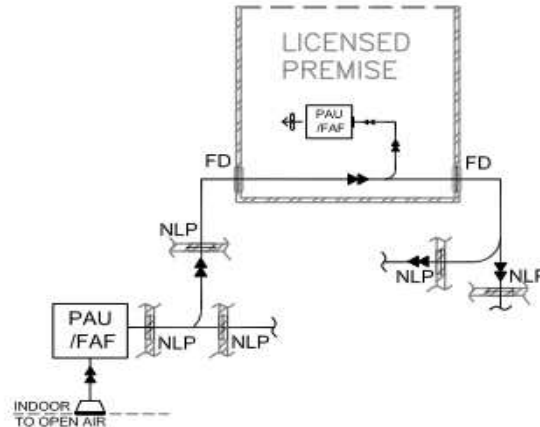 LICENSED
PREMISE
PAU
/FAF
FD
FD
NLP
NLP
NLP
PAU
/FAF
NLP
NLP
INDOOR
TO OPEN AIR